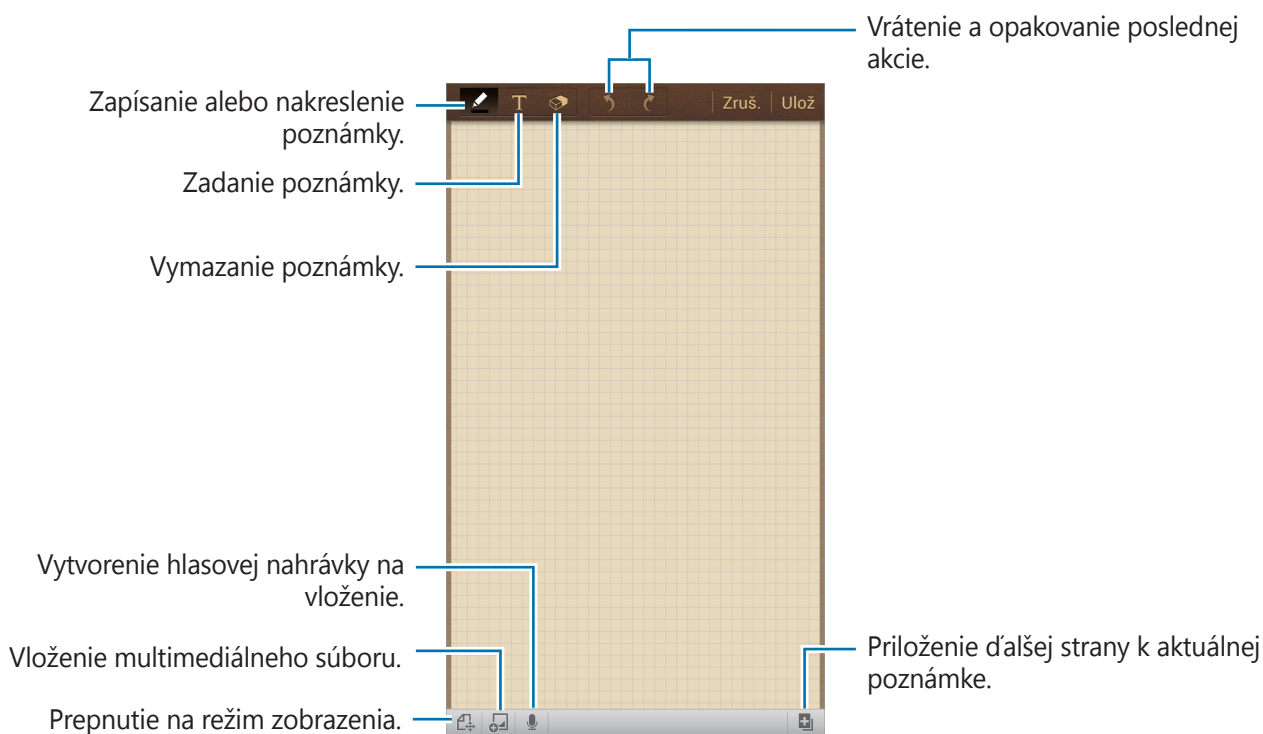 Vrátenie a opakovanie poslednej
akcie.
Zapísanie alebo nakreslenie
poznámky.
T
Zruš.
Ulož
Zadanie poznámky.
Vymazanie poznámky.
Vytvorenie hlasovej nahrávky na
vloženie.
Vloženie multimediálneho súboru.
Priloženie ďalšej strany k aktuálnej
poznámke.
Prepnutie na režim zobrazenia.